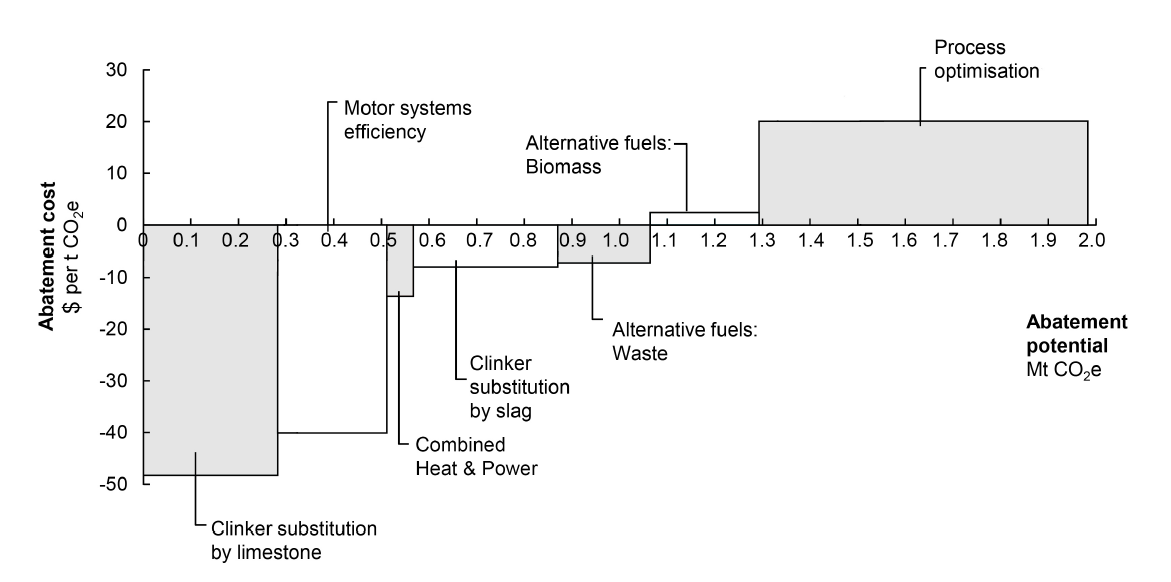 Process
optimisation
30
Motor systems
efficiency
20
Alternative fuels:
Biomass
10
Abatement cost
$ per t CO₂e
0
0 0.1 0.2 0.3 0.4 0.5 0.6 0.7 0.8 0.9 1.0 1.1 1.2 1.3 1.4 1.5 1.6 1.7 1.8 1.9 2.0
-10
-20
Alternative fuels:
Waste
Abatement
potential
Mt CO₂e
-30
Clinker
substitution
by slag
-40
Combined
Heat & Power
-50
Clinker substitution
by limestone